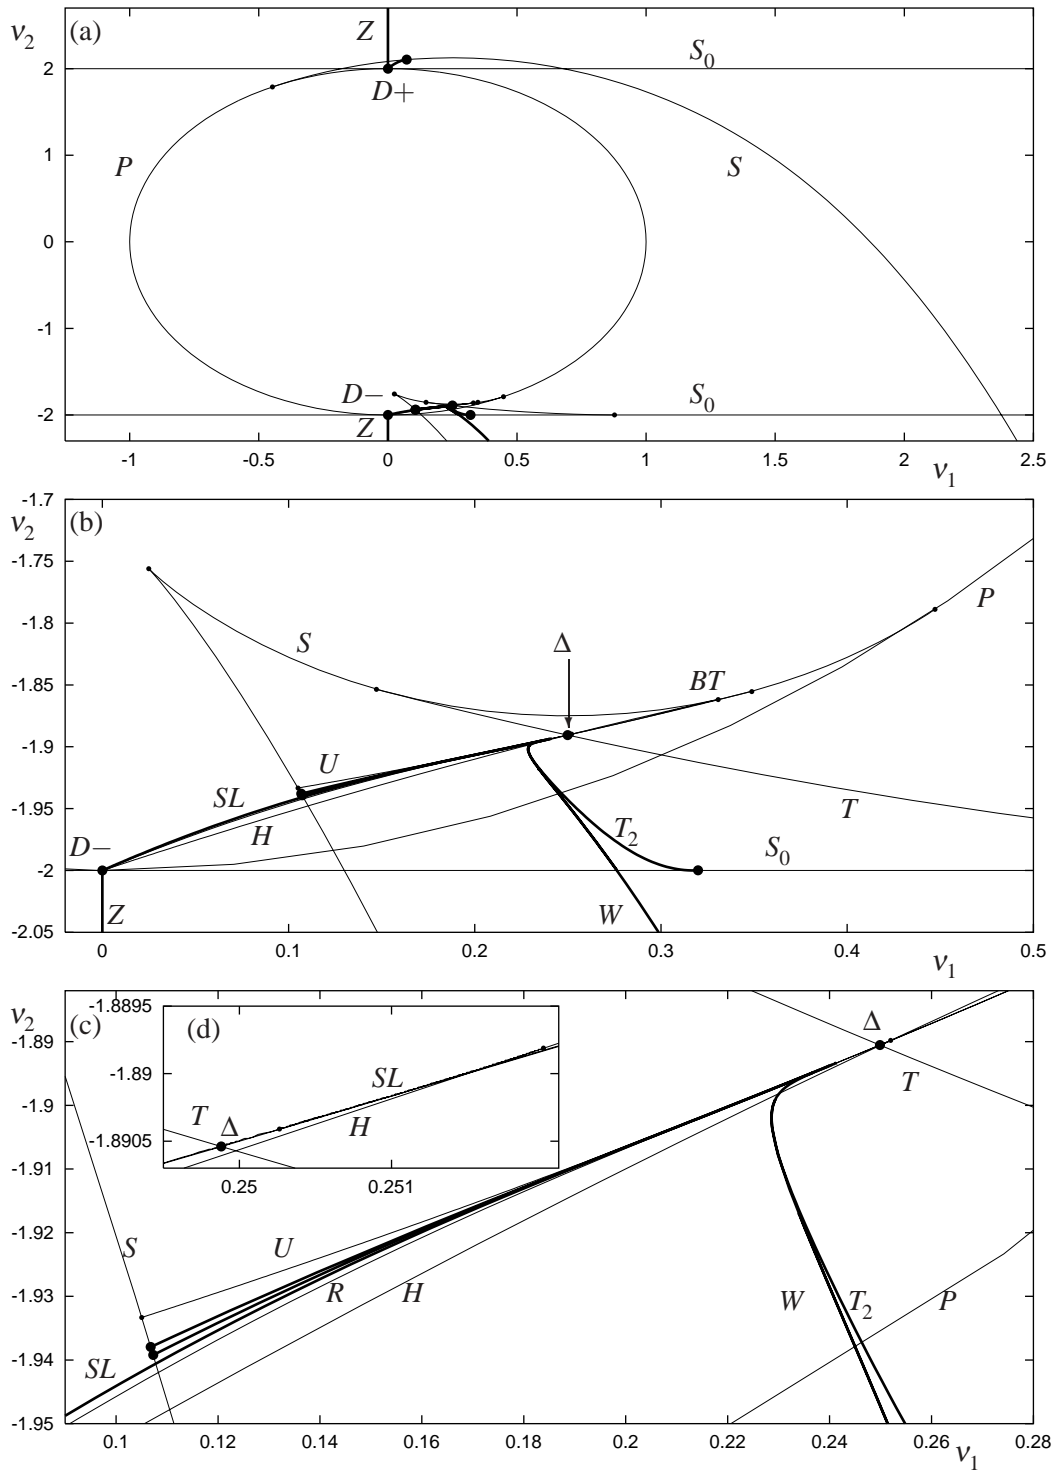 ν2 (a) Z S0
2 D+
1 P S
0
-1
D− S0
-2 Z
-1 -0.5 0 0.5 1 1.5 2 ν1 2.5
-1.7
ν2 (b)
-1.75
P
-1.8
S Δ
-1.85 BT
-1.9 U
SL T
-1.95 H T2
D− S0
-2
Z W
-2.05
0 0.1 0.2 0.3 0.4 ν1 0.5
ν2 (c) -1.8895 (d) Δ
-1.89 -1.89 SL T
T Δ H
-1.9 -1.8905
0.25 0.251
-1.91
-1.92 S U
-1.93 R H W T2 P
-1.94 SL
-1.95
0.1 0.12 0.14 0.16 0.18 0.2 0.22 0.24 0.26 ν1 0.28